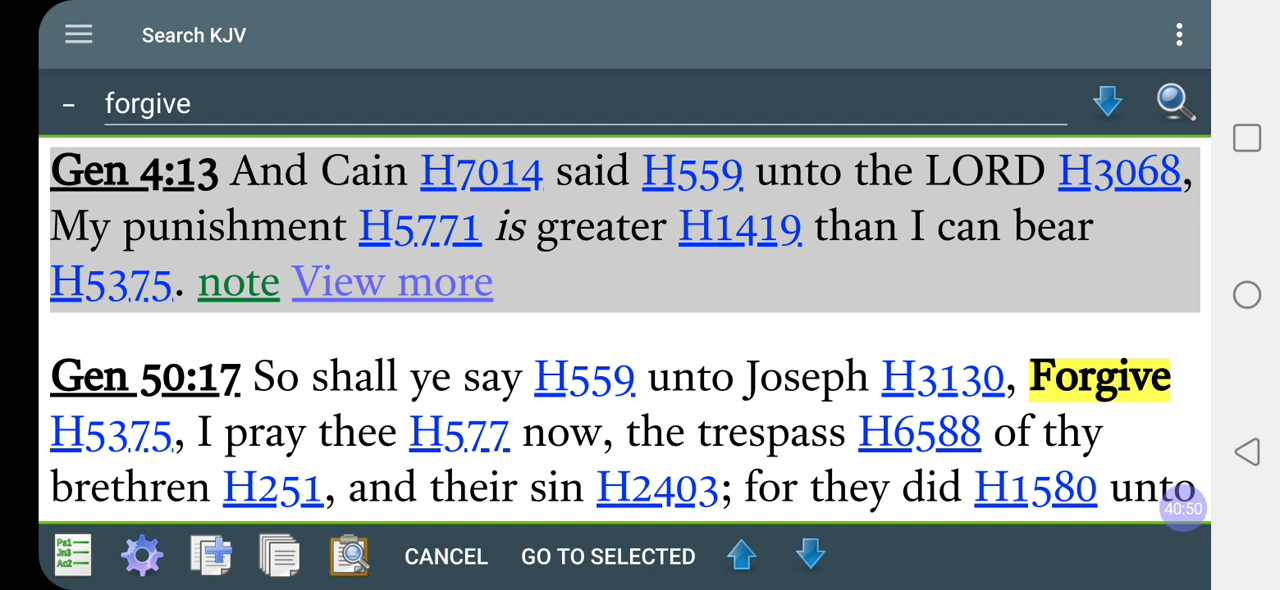 Search KJV
– forgive
Gen 4:13 And Cain H7014 said H559 unto the LORD H3068,
My punishment H5771 is greater H1419 than I can bear
H5375. note View more
Gen 50:17 So shall ye say H559 unto Joseph H3130, Forgive
H5375, I pray thee H577 now, the trespass H6588 of thy
brethren H251, and their sin H2403; for they did H1580 unto
40:50
Ps1
Jn3
Ac2
CANCEL GO TO SELECTED